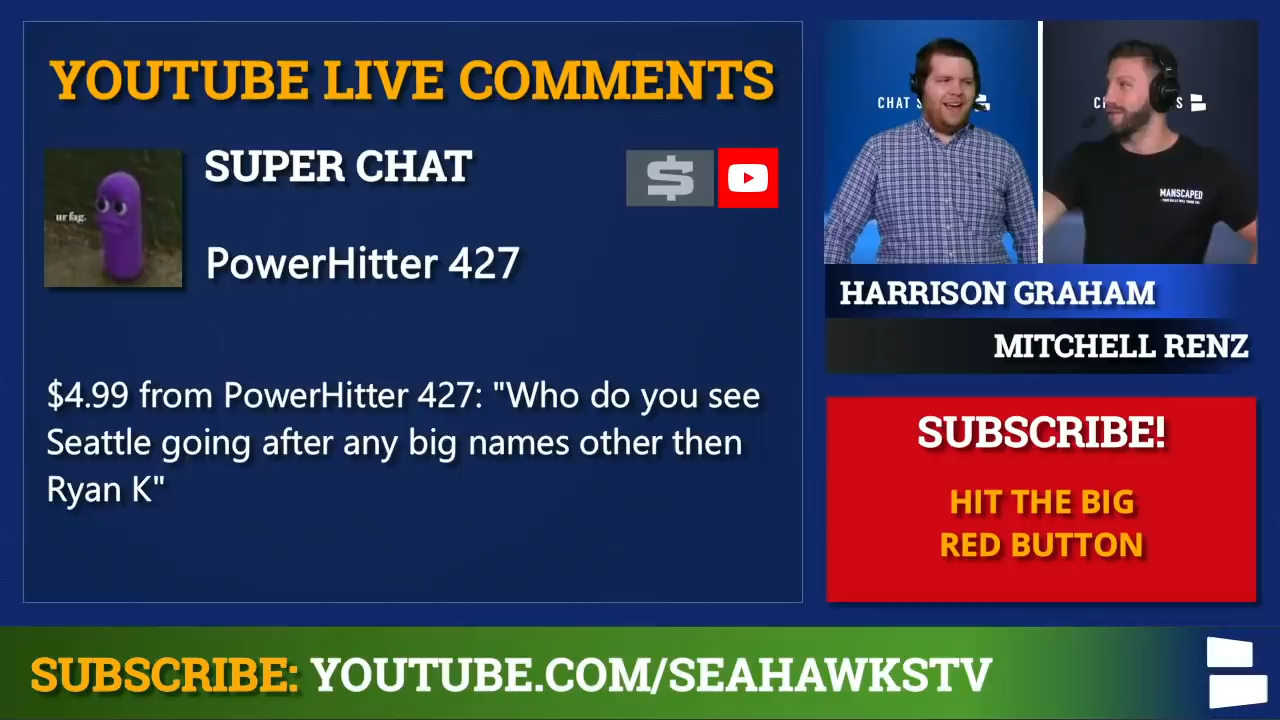 YOUTUBE LIVE COMMENTS
ur fag.
SUPER CHAT
$
PowerHitter 427
$4.99 from PowerHitter 427: "Who do you see
Seattle going after any big names other then
Ryan K"
CHAT S
C
S
MANSCAPED
HARRISON GRAHAM
MITCHELL RENZ
SUBSCRIBE!
HIT THE BIG
RED BUTTON
SUBSCRIBE: YOUTUBE.COM/SEAHAWKSTV